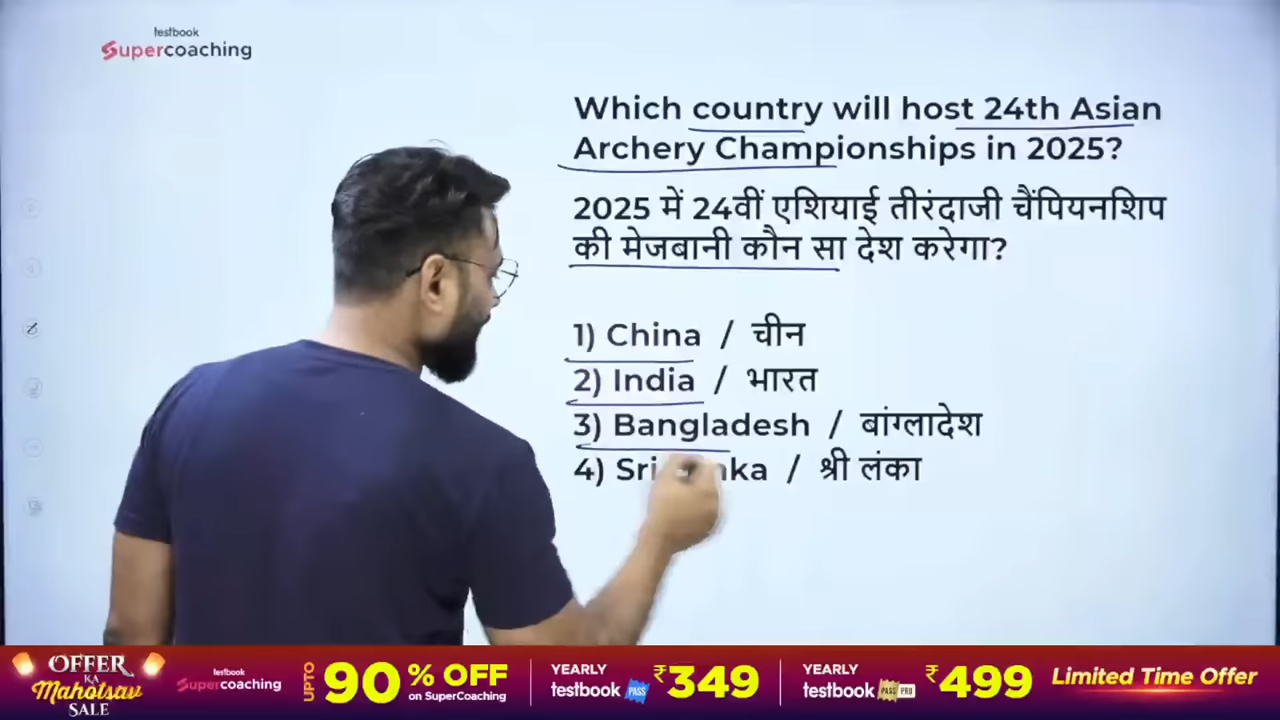 testbook
Supercoaching
Which country will host 24th Asian
Archery Championships in 2025?
2025 में 24वीं एशियाई तीरंदाजी चैंपियनशिप
की मेजबानी कौन सा देश करेगा?
1) China / चीन
2) India / भारत
3) Bangladesh / बांग्लादेश
4) / श्री लंका
OFFER
KA
Mahotsav
SALE
testbook
Supercoaching
UPTO 90% OFF
on SuperCoaching
YEARLY
testbook PASS
₹349
YEARLY
testbook PASS PRO
₹499
Limited Time Offer